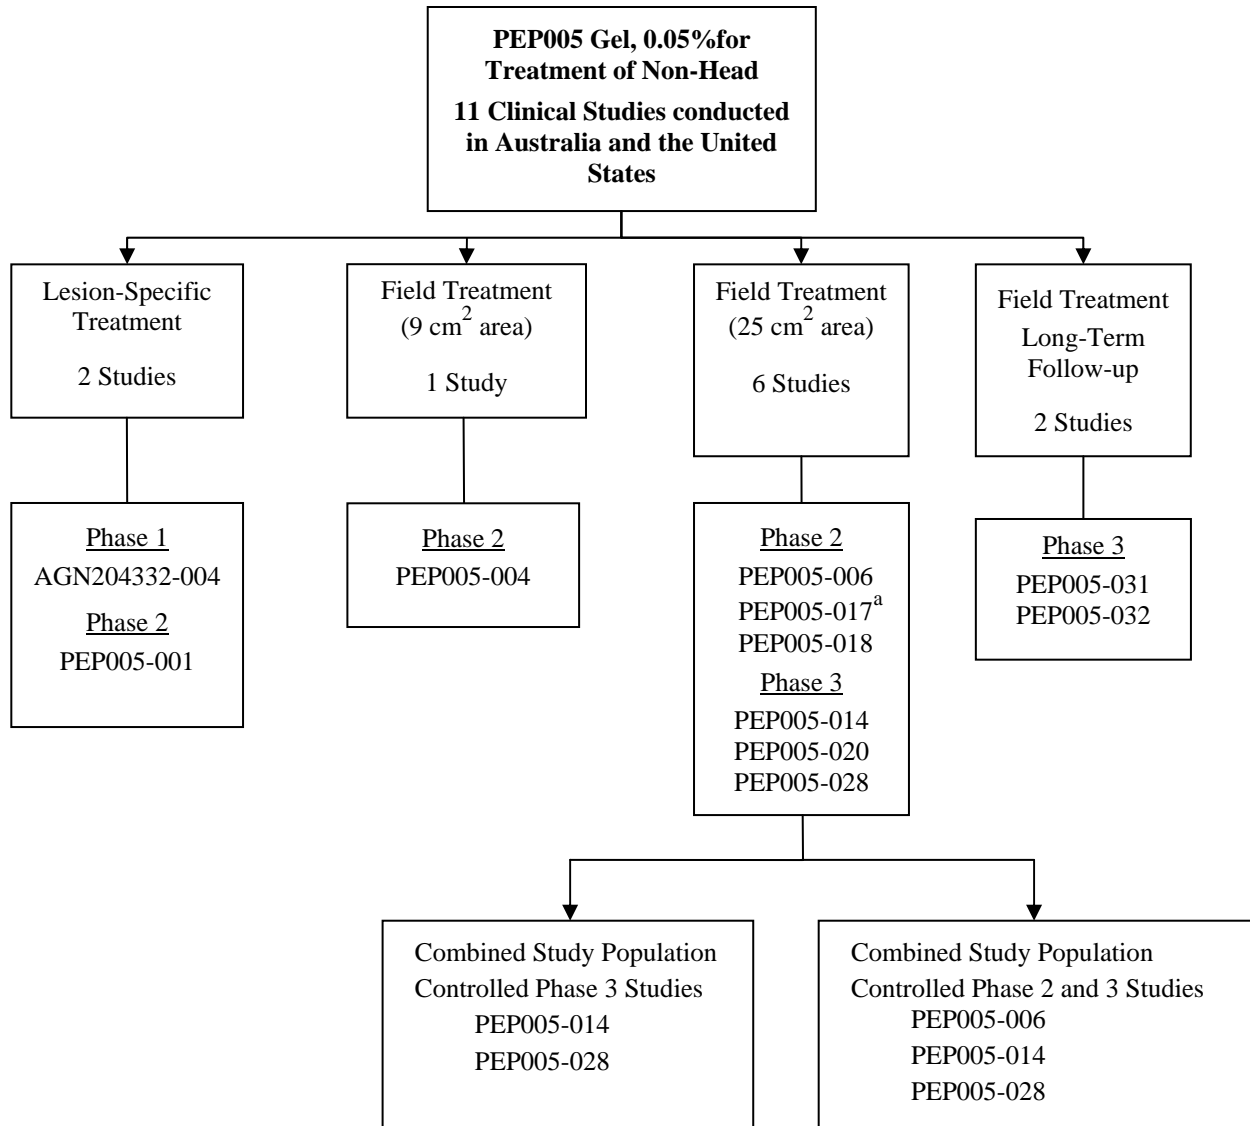 PEP005 Gel, 0.05%for
Treatment of Non-Head
11 Clinical Studies conducted
in Australia and the United
States
Lesion-Specific
Treatment
2 Studies
Field Treatment
(9 cm² area)
1 Study
Field Treatment
(25 cm² area)
6 Studies
Field Treatment
Long-Term
Follow-up
2 Studies
Phase 1
AGN204332-004
Phase 2
PEP005-001
Phase 2
PEP005-004
Phase 2
PEP005-006
PEP005-017ᵃ
PEP005-018
Phase 3
PEP005-014
PEP005-020
PEP005-028
Phase 3
PEP005-031
PEP005-032
Combined Study Population
Controlled Phase 3 Studies
PEP005-014
PEP005-028
Combined Study Population
Controlled Phase 2 and 3 Studies
PEP005-006
PEP005-014
PEP005-028